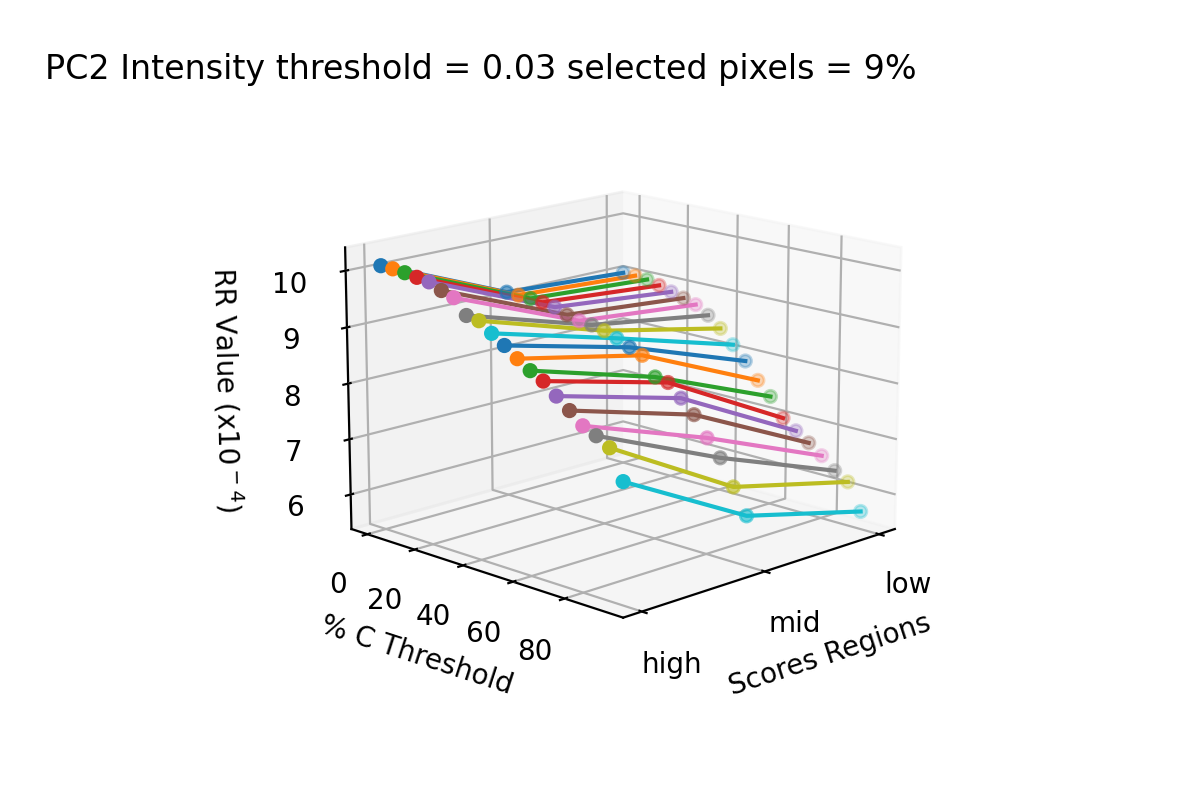 PC2 Intensity threshold = 0.03 selected pixels = 9%
RR Value (x10⁻⁴)
10
9
8
7
6
0
20
40
60
80
% C Threshold
high
mid
low
Scores Regions